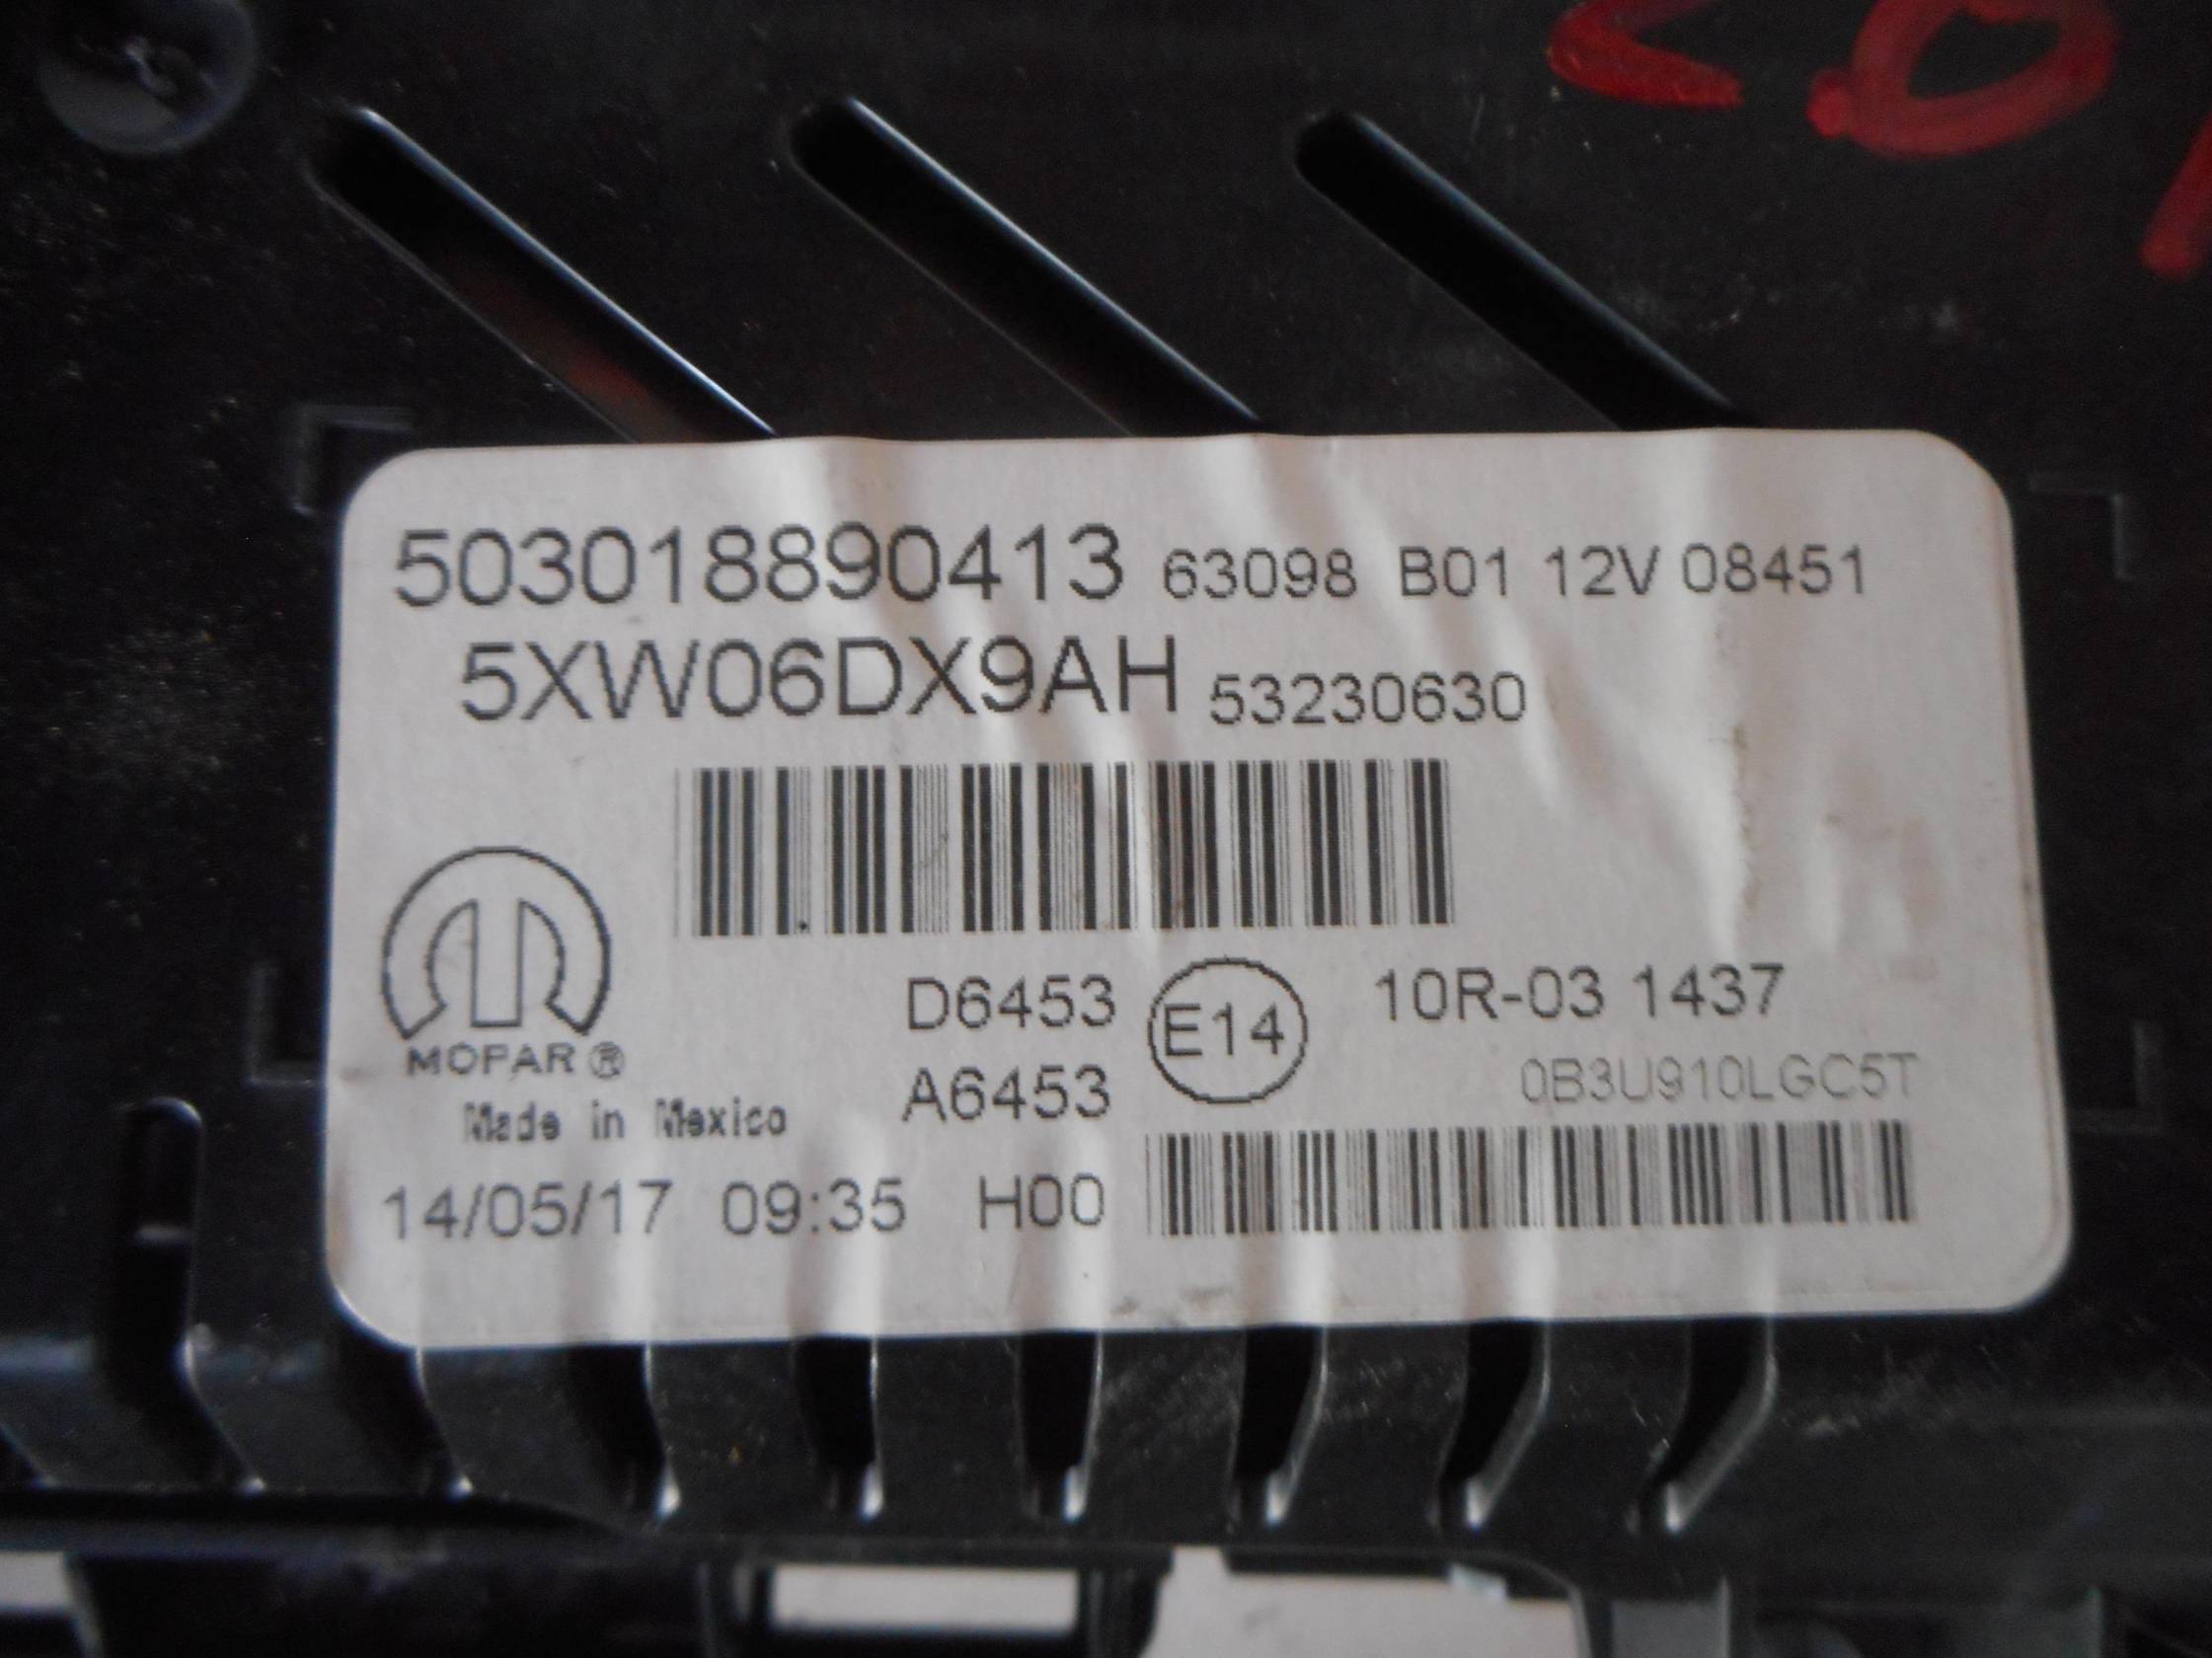 503018890413 63098 B01 12V 08451
5XW06DX9AH 53230630
MOPAR®
Made in Mexico
D6453
A6453
E14
10R-03 1437
0B3U910LGC5T
14/05/17 09:35 H00